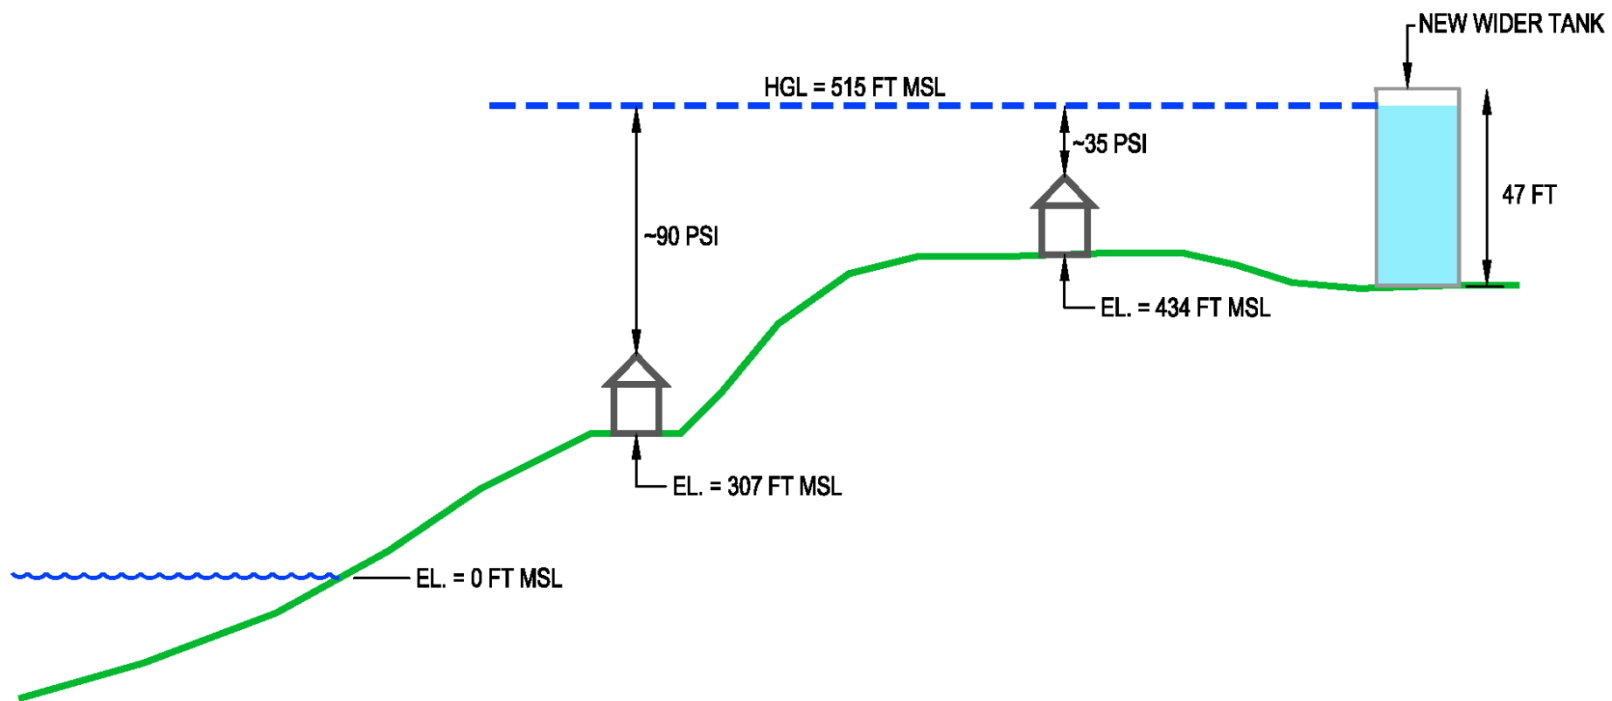 NEW WIDER TANK
HGL = 515 FT MSL
~35 PSI
47 FT
~90 PSI
EL. = 434 FT MSL
EL. = 307 FT MSL
EL. = 0 FT MSL